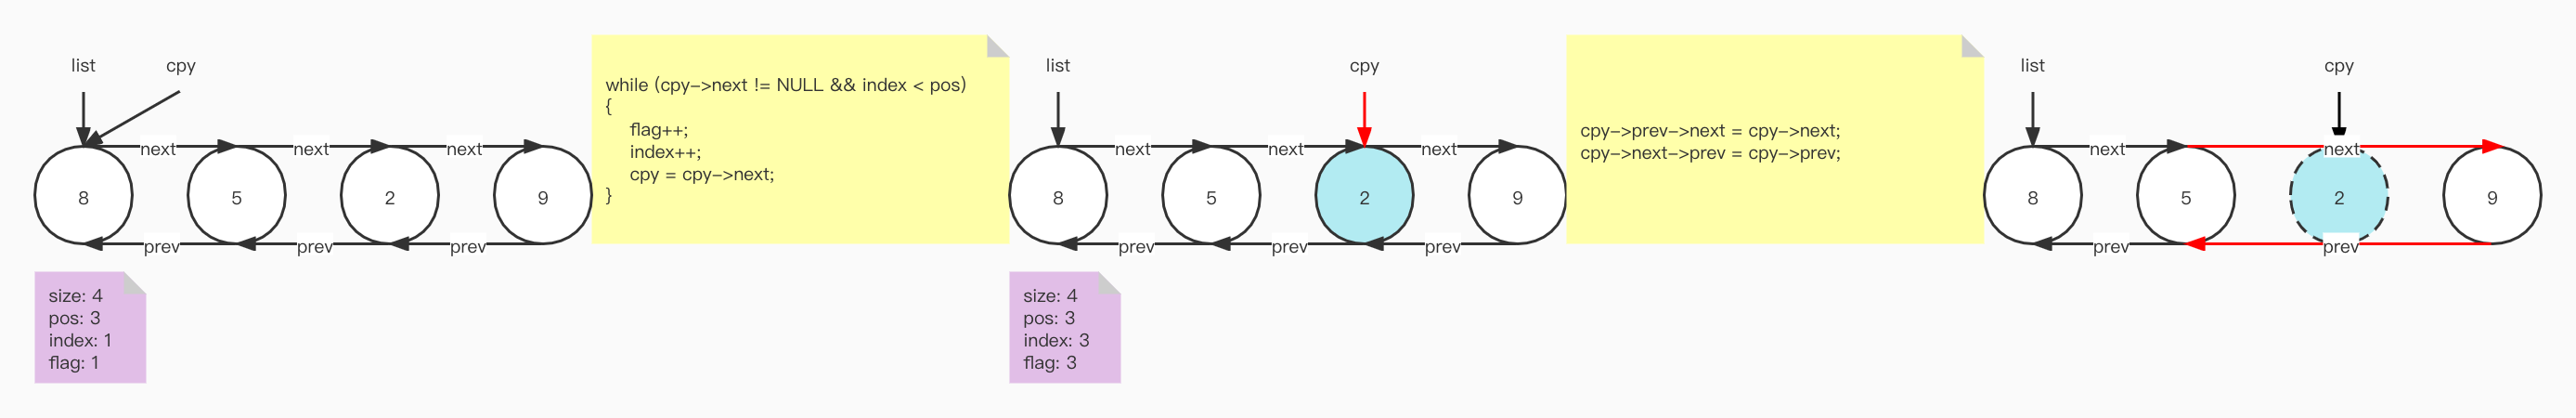 list
cpy
next
next
next
8
5
2
9
prev
prev
prev
size: 4
pos: 3
index: 1
flag: 1
while (cpy->next != NULL && index < pos)
{
flag++;
index++;
cpy = cpy->next;
}
list
cpy
next
next
next
8
5
2
9
prev
prev
prev
size: 4
pos: 3
index: 3
flag: 3
cpy->prev->next = cpy->next;
cpy->next->prev = cpy->prev;
list
cpy
next
next
8
5
2
9
prev
prev